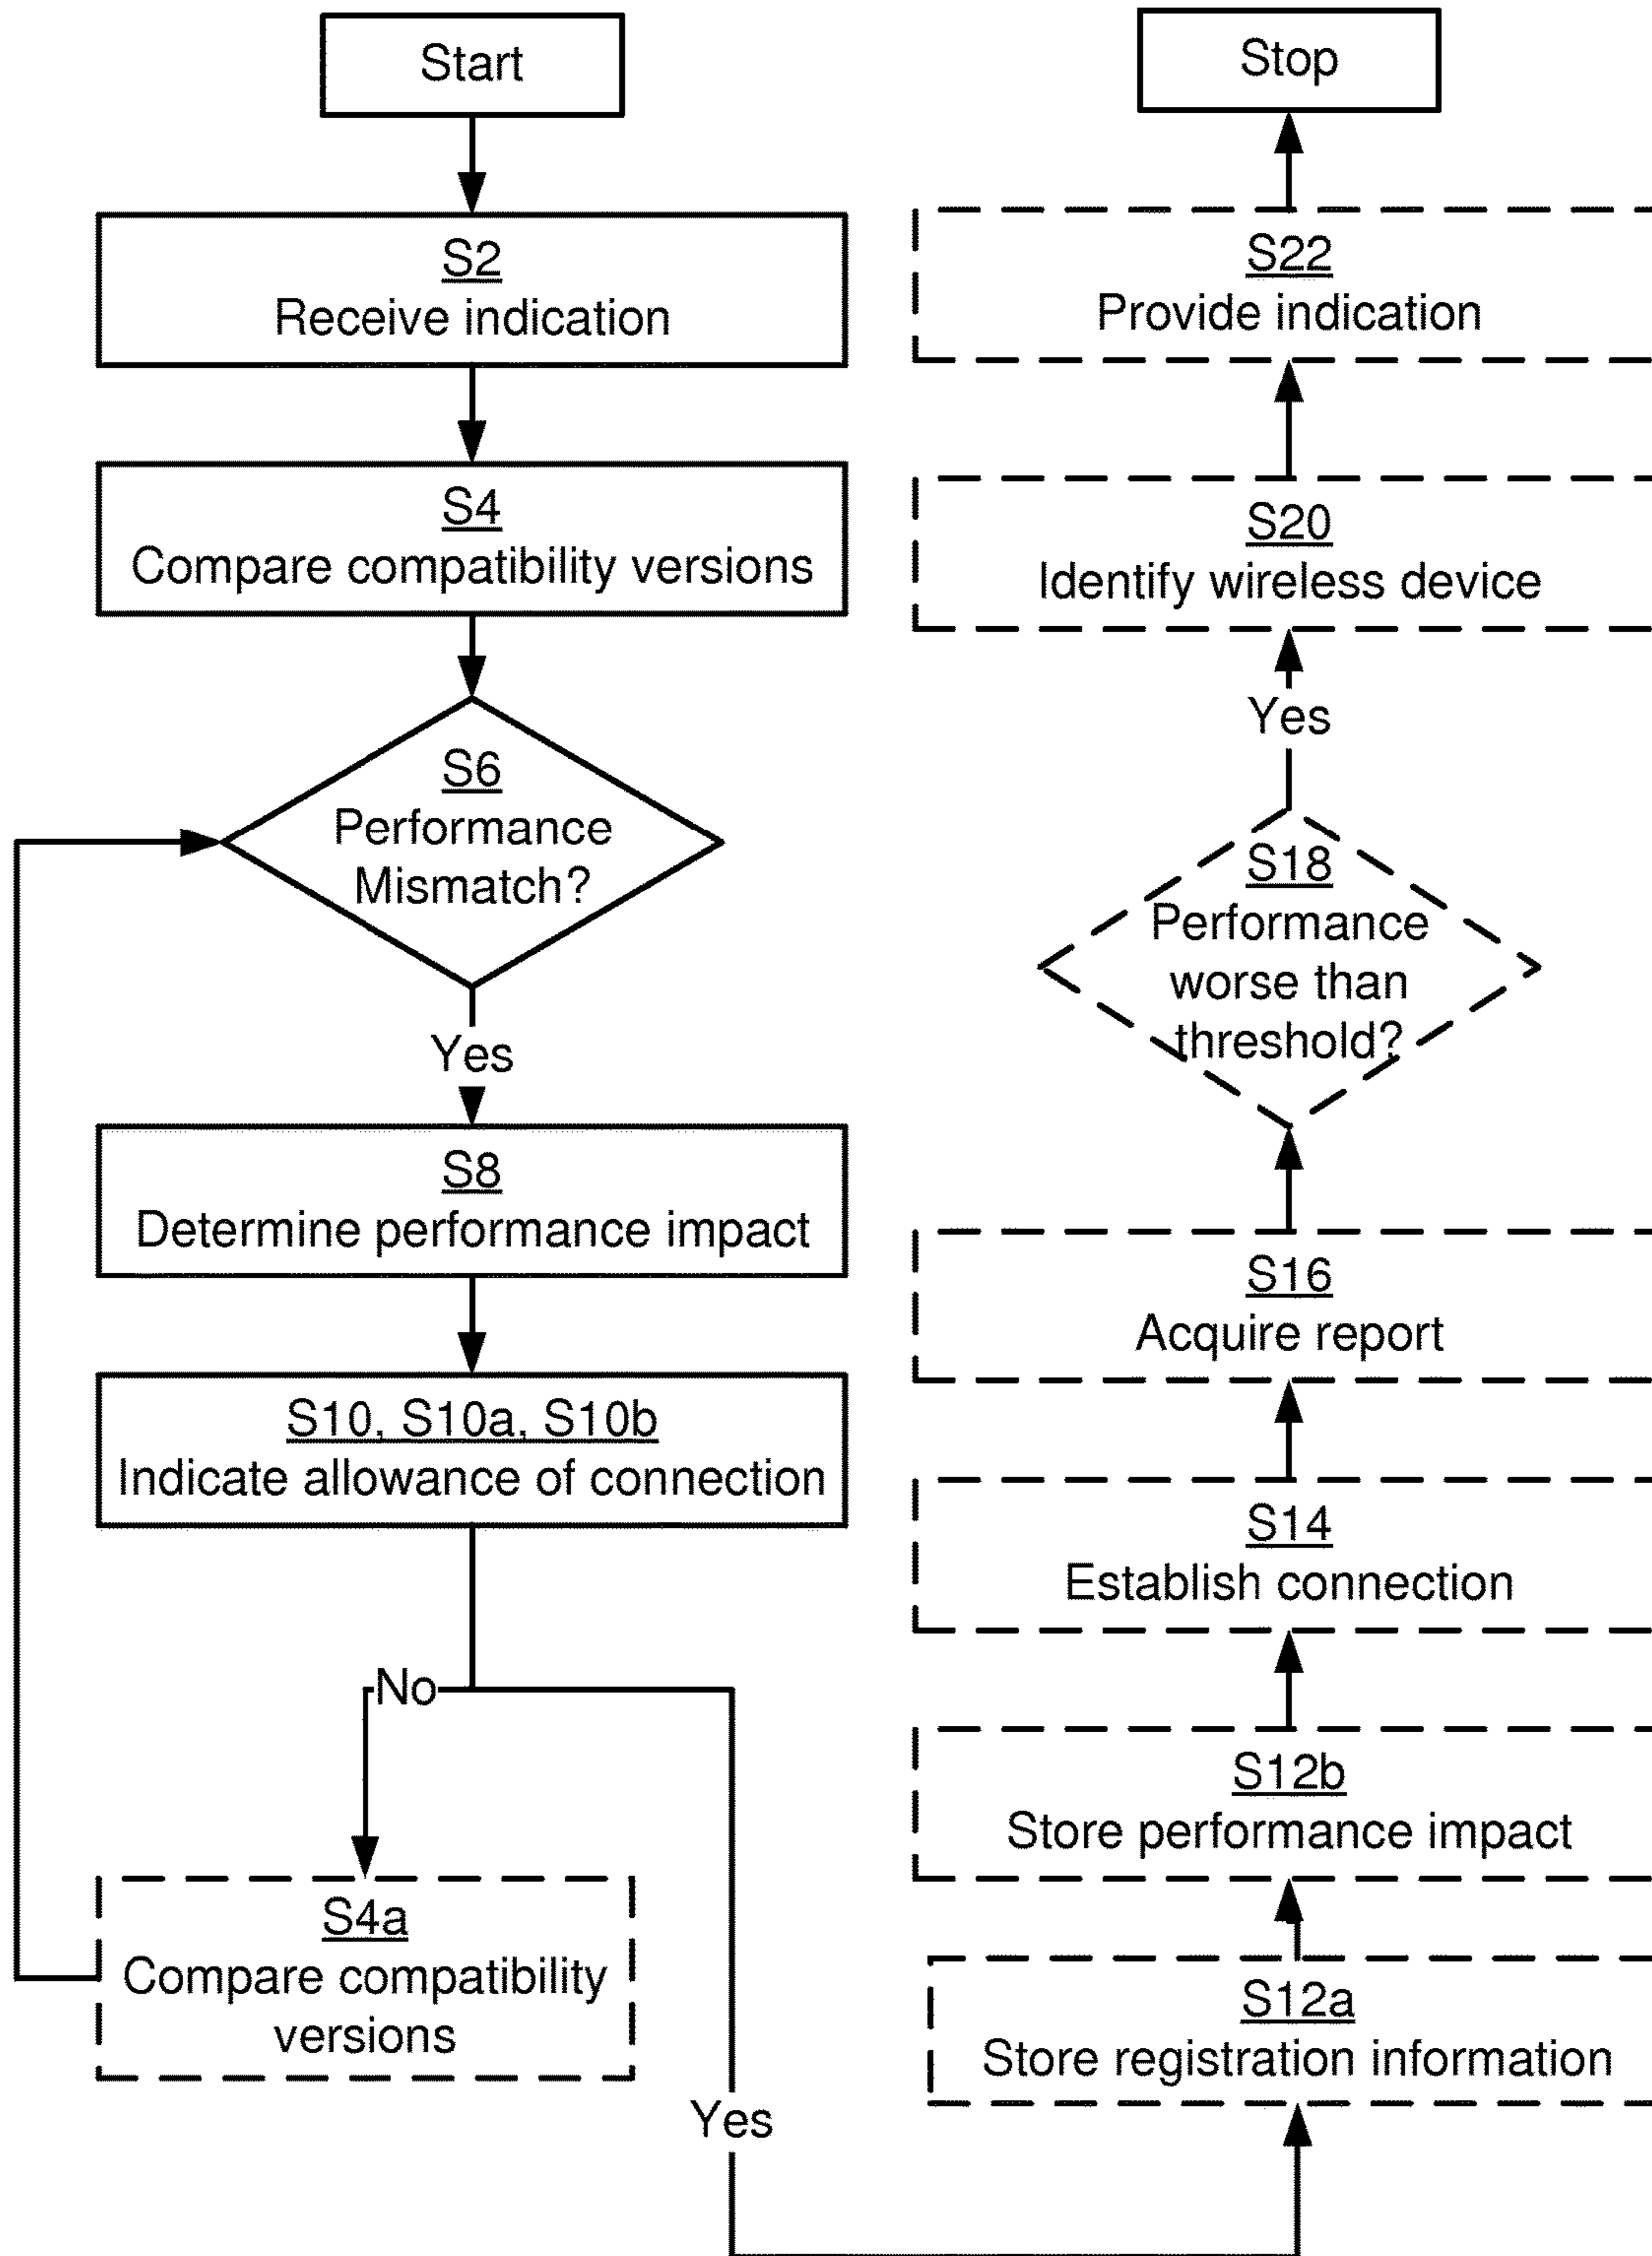 Start
S2
Receive indication
S4
Compare compatibility versions
S6
Performance
Mismatch?
Yes
S8
Determine performance impact
S10, S10a, S10b
Indicate allowance of connection
No
S4a
Compare compatibility
versions
Yes
Stop
S22
Provide indication
S20
Identify wireless device
Yes
S18
Performance
worse than
threshold?
S16
Acquire report
S14
Establish connection
S12b
Store performance impact
S12a
Store registration information